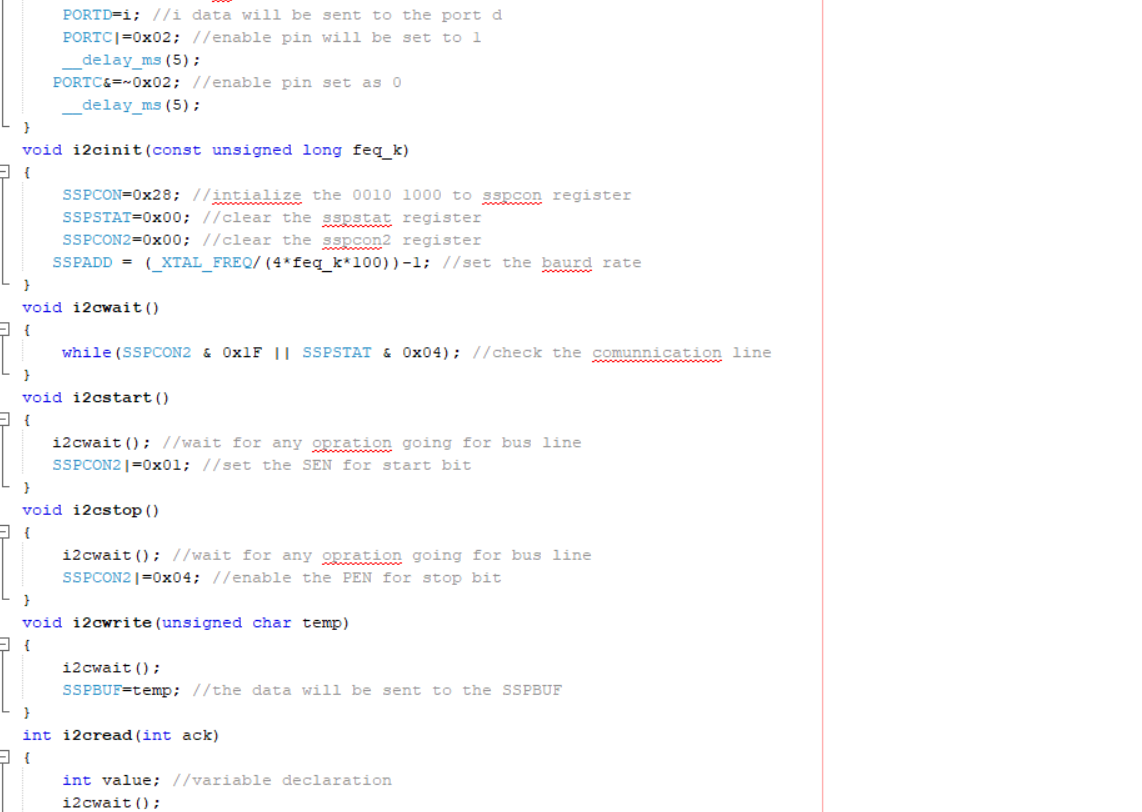 PORTD=i; //i data will be sent to the port d
PORTC|=0x02; //enable pin will be set to 1
__delay_ms(5);
PORTC&=~0x02; //enable pin set as 0
__delay_ms(5);
}
void i2cinit(const unsigned long feq_k)
{
SSPCON=0x28; //intialize the 0010 1000 to sspcon register
SSPSTAT=0x00; //clear the sspstat register
SSPCON2=0x00; //clear the sspcon2 register
SSPADD = (_XTAL_FREQ/(4*feq_k*100))-1; //set the baurd rate
}
void i2cwait()
{
while(SSPCON2 & 0x1F || SSPSTAT & 0x04); //check the comunnication line
}
void i2cstart()
{
i2cwait(); //wait for any opration going for bus line
SSPCON2|=0x01; //set the SEN for start bit
}
void i2cstop()
{
i2cwait(); //wait for any opration going for bus line
SSPCON2|=0x04; //enable the PEN for stop bit
}
void i2cwrite(unsigned char temp)
{
i2cwait();
SSPBUF=temp; //the data will be sent to the SSPBUF
}
int i2cread(int ack)
{
int value; //variable declaration
i2cwait();